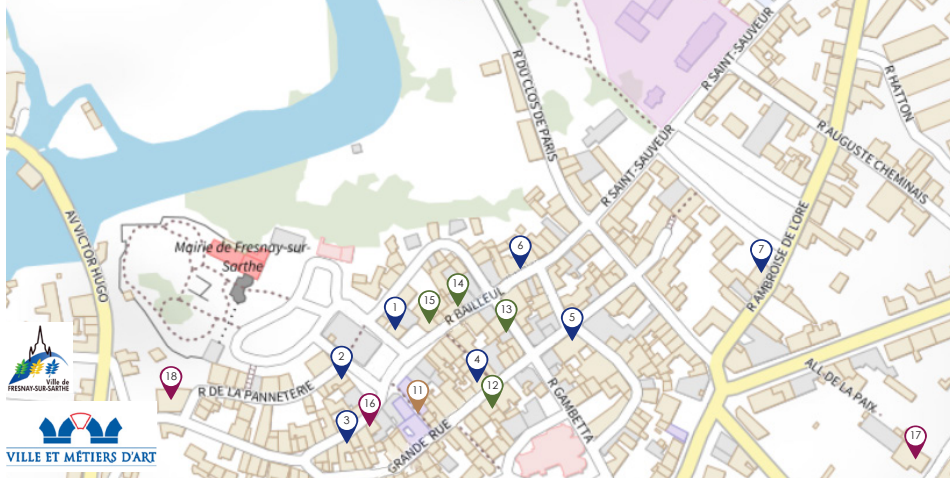 R SAINT-SAUVEUR
R DU CLOS DE PARIS
R HATTON
R AUGUSTE CHEMINAIS
R SAINT-SAUVEUR
AV VICTOR HUGO
Mairie de Fresnay-sur-
Sarthe
R AMBROISE DE LORE
6
7
14
15
1
R BAILLEUL
13
5
2
4
18
R DE LA PANNETERIE
12
11
16
3
R GAMBETTA
GRANDE RUE
ALL DE LA PAIX
17
Ville de
FRESNAY-SUR-SARTHE
VILLE ET MÉTIERS D'ART